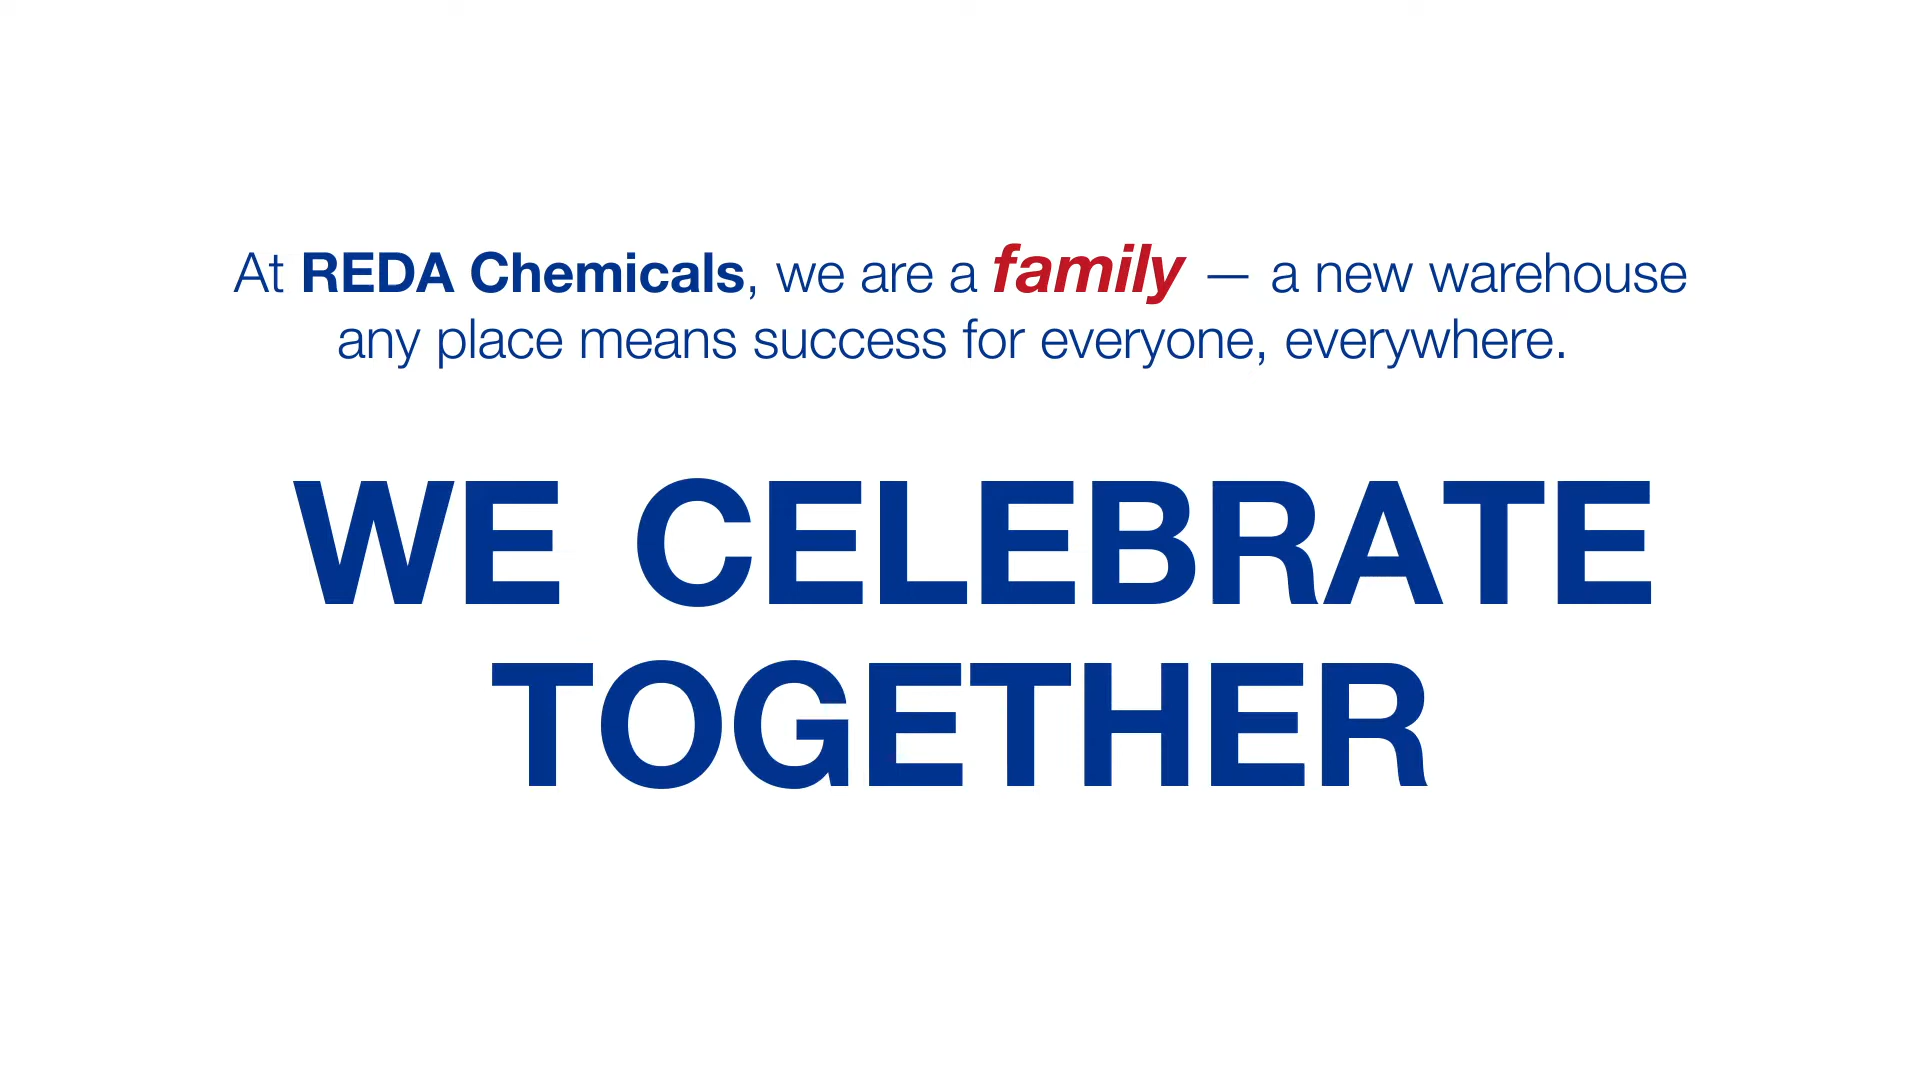 At REDA Chemicals, we are a family — a new warehouse
any place means success for everyone, everywhere.
WE CELEBRATE
TOGETHER